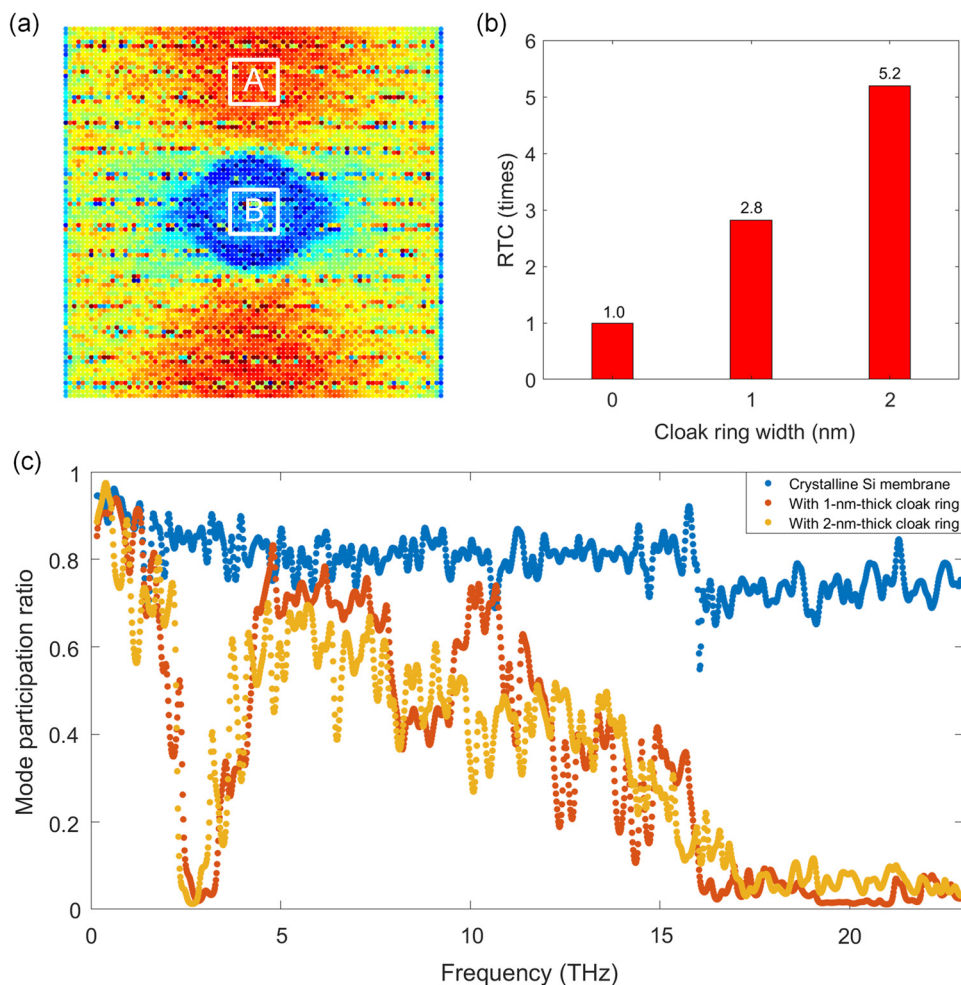 (a)
A
B
(b)
6
5
4
3
2
1
0
RTC (times)
1.0
2.8
5.2
0 1 2
Cloak ring width (nm)
(c)
1
0.8
0.6
0.4
0.2
0
Mode participation ratio
Crystalline Si membrane
With 1-nm-thick cloak ring
With 2-nm-thick cloak ring
0 5 10 15 20
Frequency (THz)